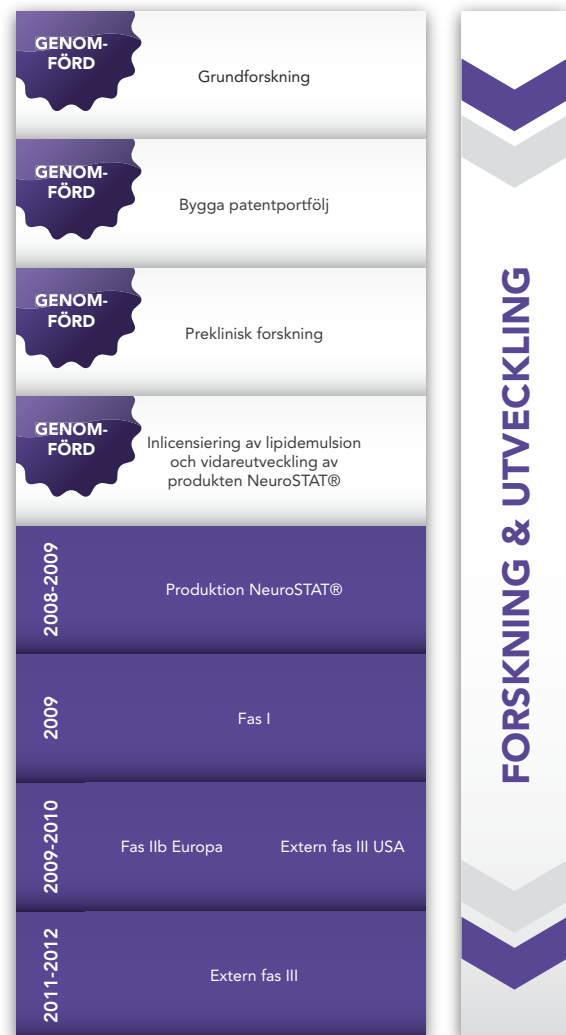 GENOM-
FÖRD
Grundforskning
GENOM-
FÖRD
Bygga patentportfölj
GENOM-
FÖRD
Preklinisk forskning
GENOM-
FÖRD
Inlicensiering av lipidemulsion
och vidareutveckling av
produkten NeuroSTAT®
2008-2009
Produktion NeuroSTAT®
2009
Fas I
2009-2010
Fas IIb Europa
Extern fas III USA
2011-2012
Extern fas III
FORSKNING & UTVECKLING